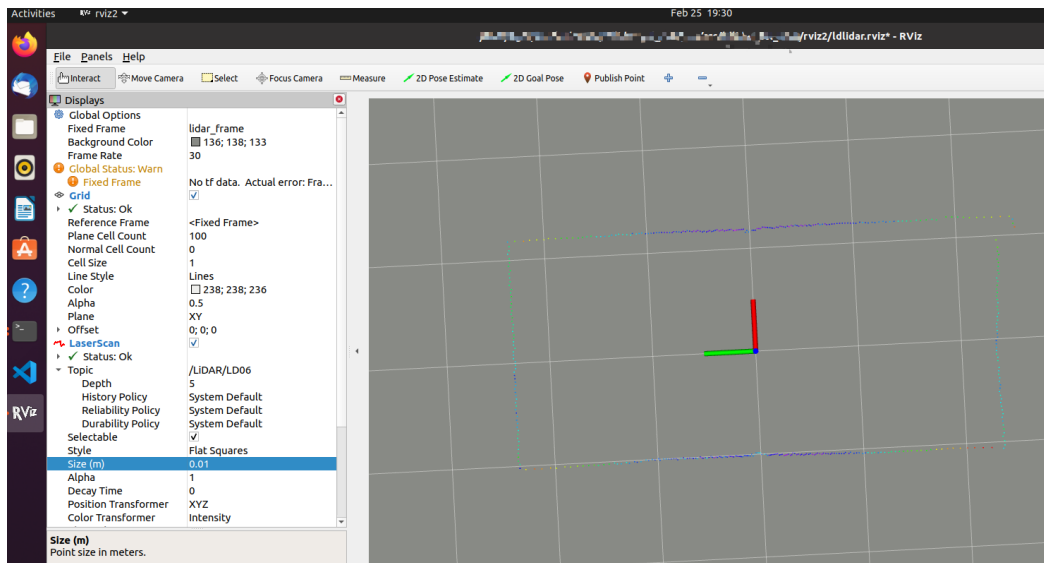 Activities RViz rviz2 Feb 25 19:30
/rviz2/ldlidar.rviz* - RViz
File Panels Help
Interact Move Camera Select Focus Camera Measure 2D Pose Estimate 2D Goal Pose Publish Point
Displays
Global Options
Fixed Frame lidar_frame
Background Color 136; 138; 133
Frame Rate 30
Global Status: Warn
Fixed Frame No tf data. Actual error: Fra...
Grid
Status: Ok
Reference Frame <Fixed Frame>
Plane Cell Count 100
Normal Cell Count 0
Cell Size 1
Line Style Lines
Color 238; 238; 236
Alpha 0.5
Plane XY
Offset 0; 0; 0
LaserScan
Status: Ok
Topic /LiDAR/LD06
Depth 5
History Policy System Default
Reliability Policy System Default
Durability Policy System Default
Selectable
RViz
Style Flat Squares
Size (m) 0.01
Alpha 1
Decay Time 0
Position Transformer XYZ
Color Transformer Intensity
Size (m)
Point size in meters.